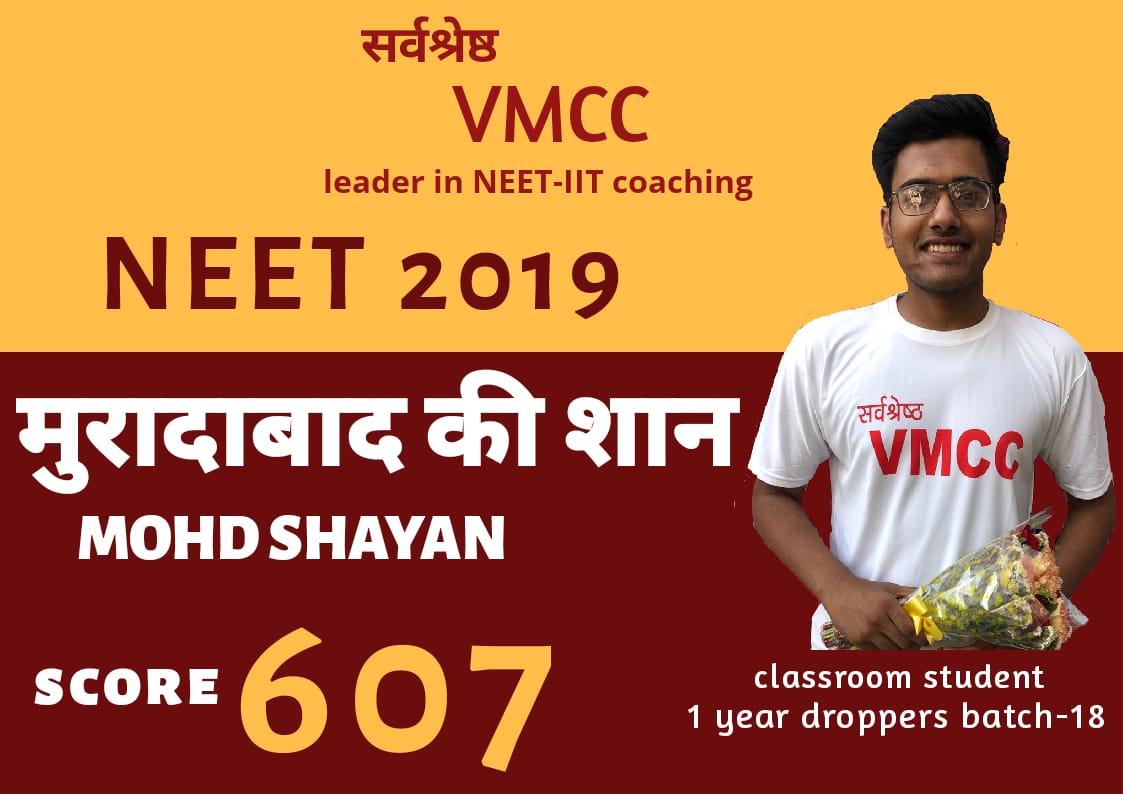 सर्वश्रेष्ठ
VMCC
leader in NEET-IIT coaching
NEET 2019
मुरादाबाद की शान
MOHD SHAYAN
SCORE 607
सर्वश्रेष्ठ
VMCC
classroom student
1 year droppers batch-18